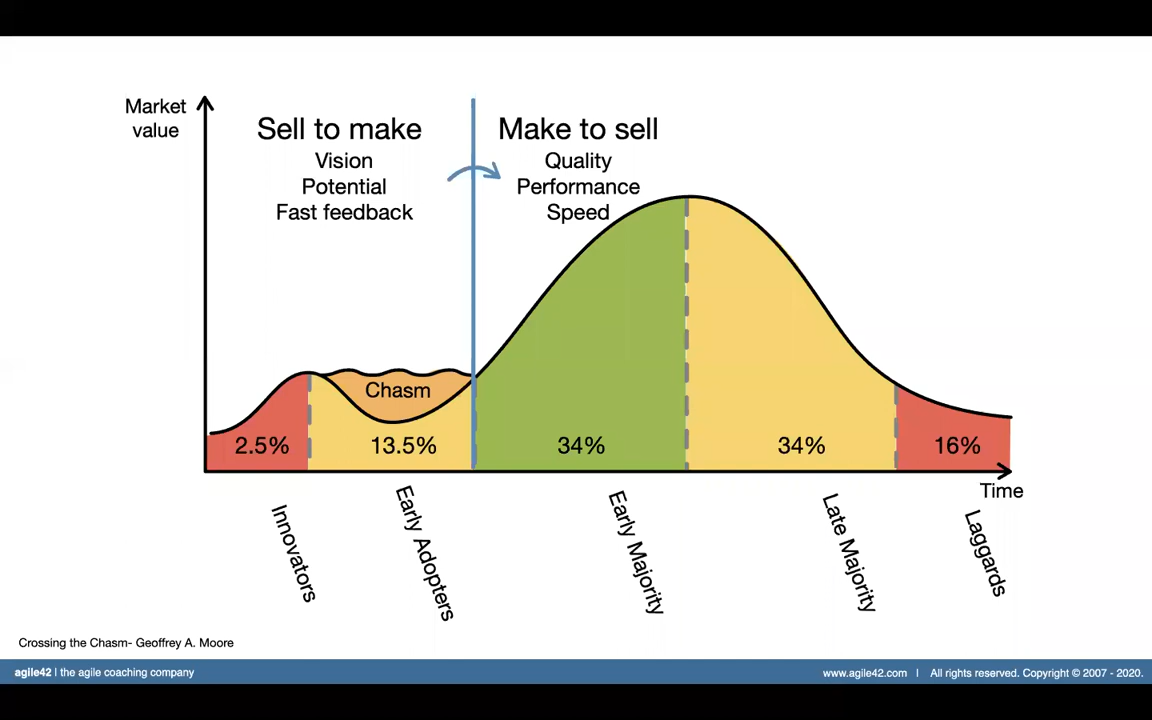 Market
value
Sell to make
Vision
Potential
Fast feedback
Make to sell
Quality
Performance
Speed
Chasm
2.5%
13.5%
34%
34%
16%
Time
Innovators
Early Adopters
Early Majority
Late Majority
Laggards
Crossing the Chasm- Geoffrey A. Moore
agile42 | the agile coaching company
www.agile42.com | All rights reserved. Copyright © 2007 - 2020.